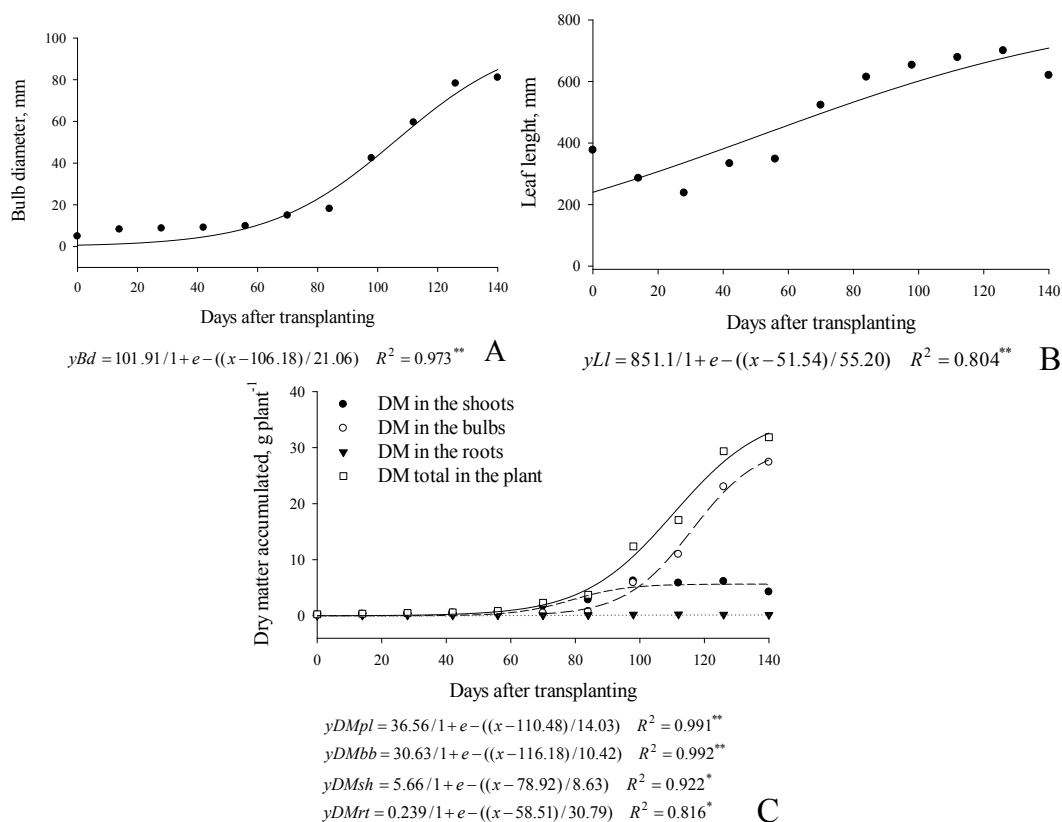 100
80
60
40
20
0
Bulb diameter, mm
0 20 40 60 80 100 120 140
Days after transplanting
yBd = 101.91/1+e−((x−106.18)/21.06) R² = 0.973**
A
800
600
400
200
0
Leaf lenght, mm
0 20 40 60 80 100 120 140
Days after transplanting
yLl = 851.1/1+e−((x−51.54)/55.20) R² = 0.804**
B
40
30
20
10
0
Dry matter accumulated, g plant⁻¹
DM in the shoots
DM in the bulbs
DM in the roots
DM total in the plant
0 20 40 60 80 100 120 140
Days after transplanting
yDMpl = 36.56/1+e−((x−110.48)/14.03) R² = 0.991**
yDMbb = 30.63/1+e−((x−116.18)/10.42) R² = 0.992**
yDMsh = 5.66/1+e−((x−78.92)/8.63) R² = 0.922*
yDMrt = 0.239/1+e−((x−58.51)/30.79) R² = 0.816*
C